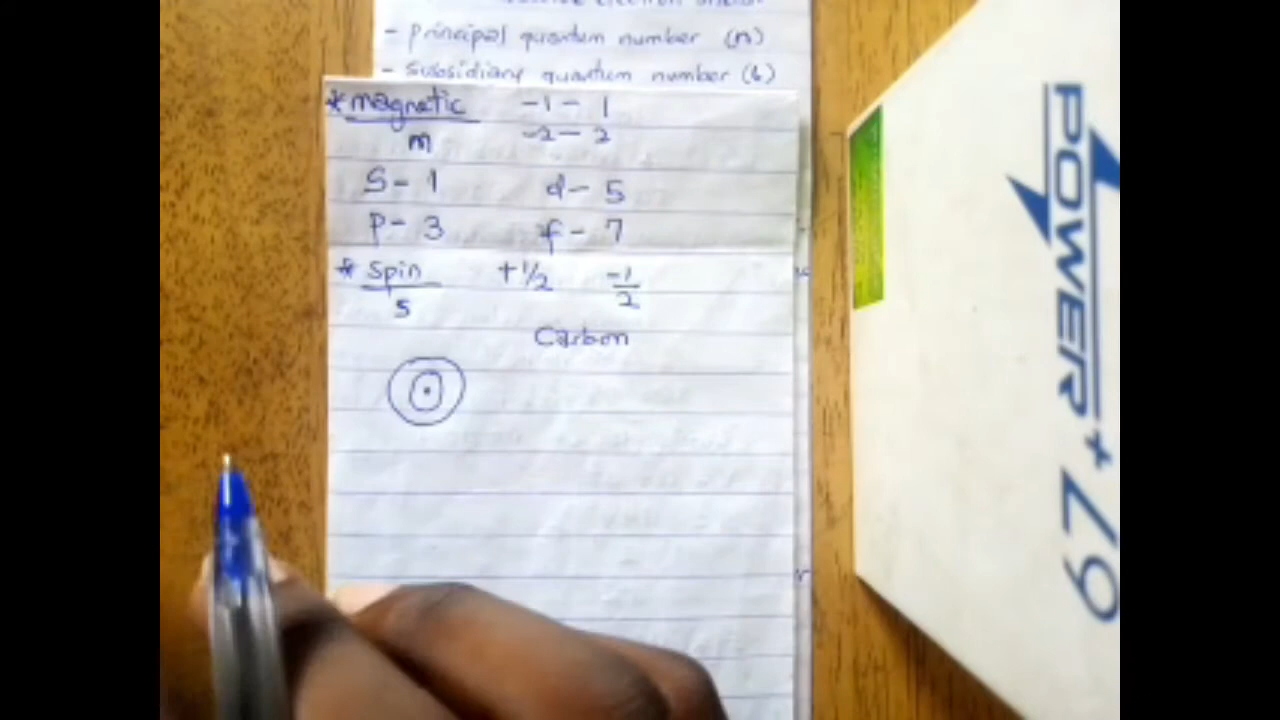 - Principal quantum number (n)
- Subsidiary quantum number (l)
* magnetic -1 - 1
m -2 - 2
S - 1 d - 5
P - 3 f - 7
* Spin +1/2 -1/2
s
Carbon
POWER+ L9